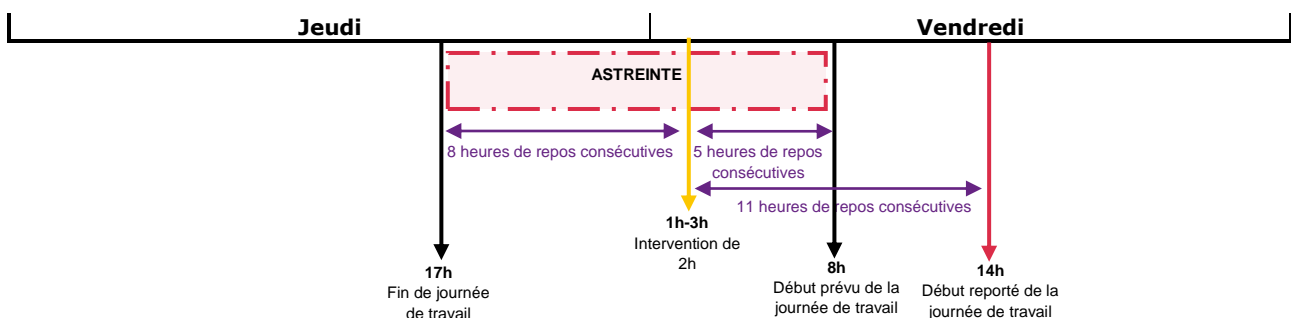 Jeudi
Vendredi
ASTREINTE
8 heures de repos consécutives
5 heures de repos
consécutives
11 heures de repos consécutives
1h-3h
Intervention de
2h
17h
Fin de journée
de travail
8h
Début prévu de la
journée de travail
14h
Début reporté de la
journée de travail